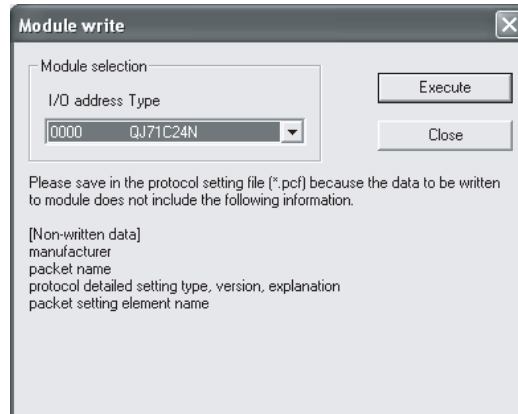 Module write
Module selection
I/O address Type
0000 QJ71C24N
Execute
Close
Please save in the protocol setting file (*.pcf) because the data to be written
to module does not include the following information.
[Non-written data]
manufacturer
packet name
protocol detailed setting type, version, explanation
packet setting element name